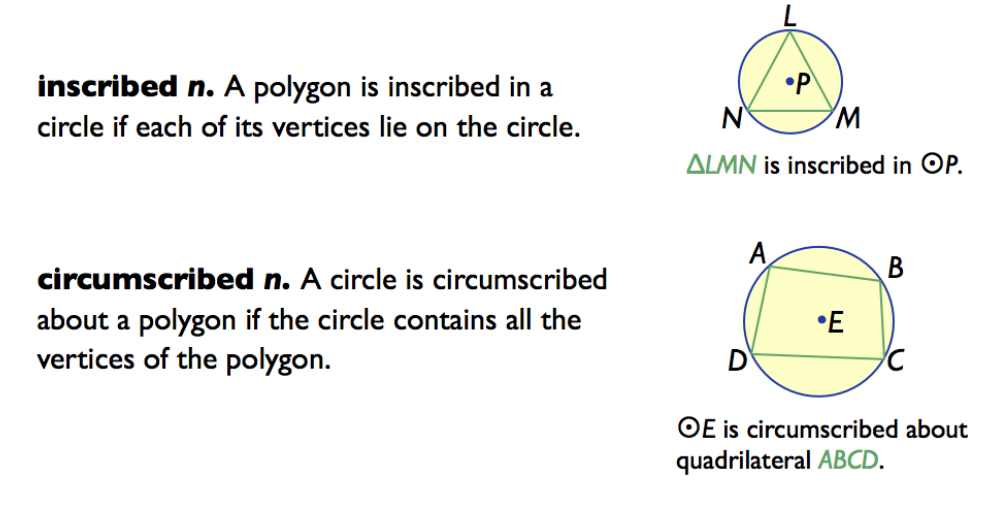 inscribed n. A polygon is inscribed in a
circle if each of its vertices lie on the circle.
L
P
N
M
ΔLMN is inscribed in ⊙P.
circumscribed n. A circle is circumscribed
about a polygon if the circle contains all the
vertices of the polygon.
A
B
E
D
C
⊙E is circumscribed about
quadrilateral ABCD.